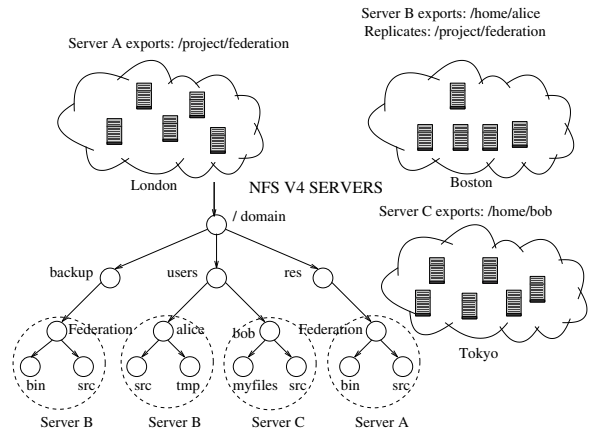 Server B exports: /home/alice
Replicates: /project/federation
Server A exports: /project/federation
London
NFS V4 SERVERS
Boston
/ domain
Server C exports: /home/bob
backup
users
res
Tokyo
Federation
alice
bob
Federation
bin
src
src
tmp
myfiles
src
bin
src
Server B
Server B
Server C
Server A